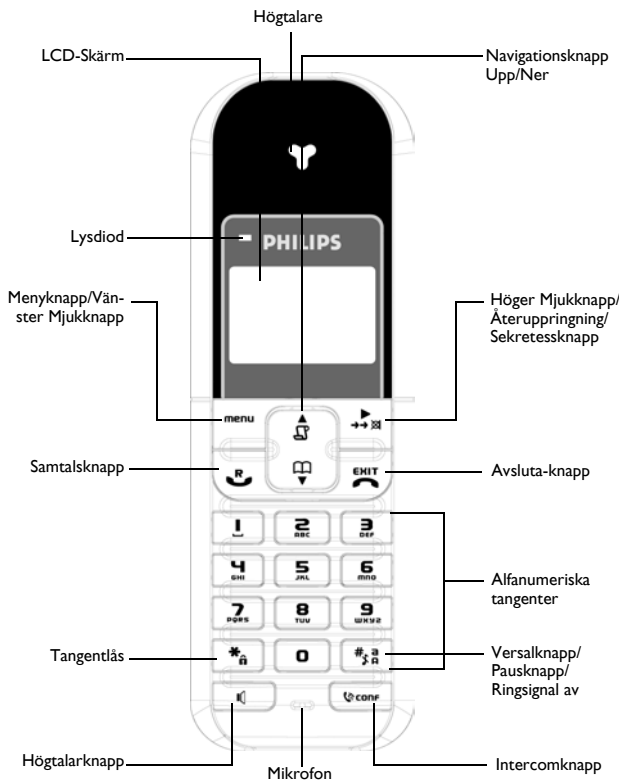 Högtalare
LCD-Skärm
Navigationsknapp
Upp/Ner
Lysdiod
PHILIPS
Menyknapp/Vän-
ster Mjukknapp
Höger Mjukknapp/
Återuppringning/
Sekretessknapp
menu
Samtalsknapp
R
EXIT
Avsluta-knapp
1
2 ABC
3 DEF
4 GHI
5 JKL
6 mno
Alfanumeriska
tangenter
7 PQRS
8 TUV
9 WXYZ
Tangentlås
*
0
# a A
Versalknapp/
Pausknapp/
Ringsignal av
conf
Högtalarknapp
Mikrofon
Intercomknapp